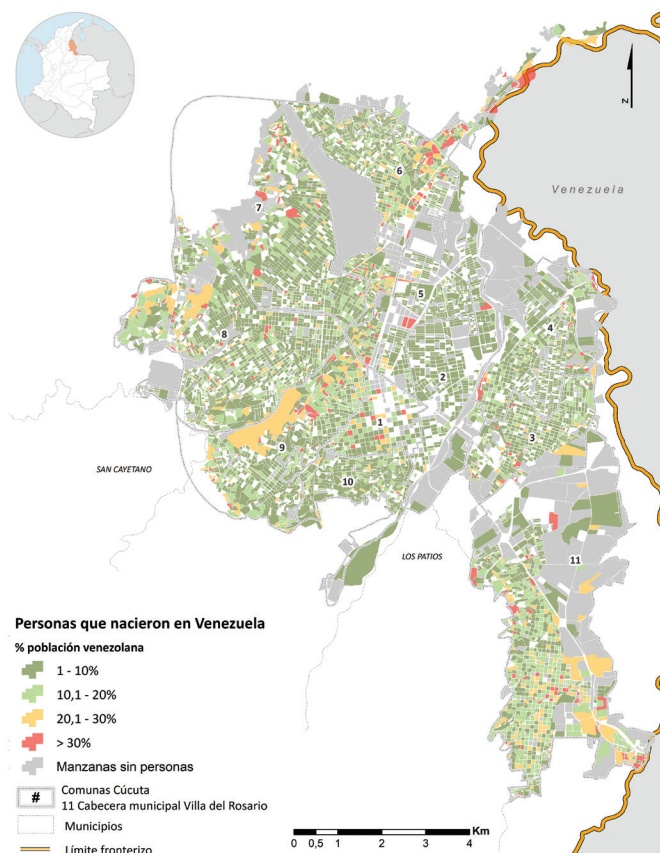 N
Venezuela
6
7
5
4
8
2
1
3
9
10
SAN CAYETANO
LOS PATIOS
11
Personas que nacieron en Venezuela
% población venezolana
1 - 10%
10,1 - 20%
20,1 - 30%
> 30%
Manzanas sin personas
# Comunas Cúcuta
11 Cabecera municipal Villa del Rosario
Municipios
Límite fronterizo
Km
0 0,5 1 2 3 4